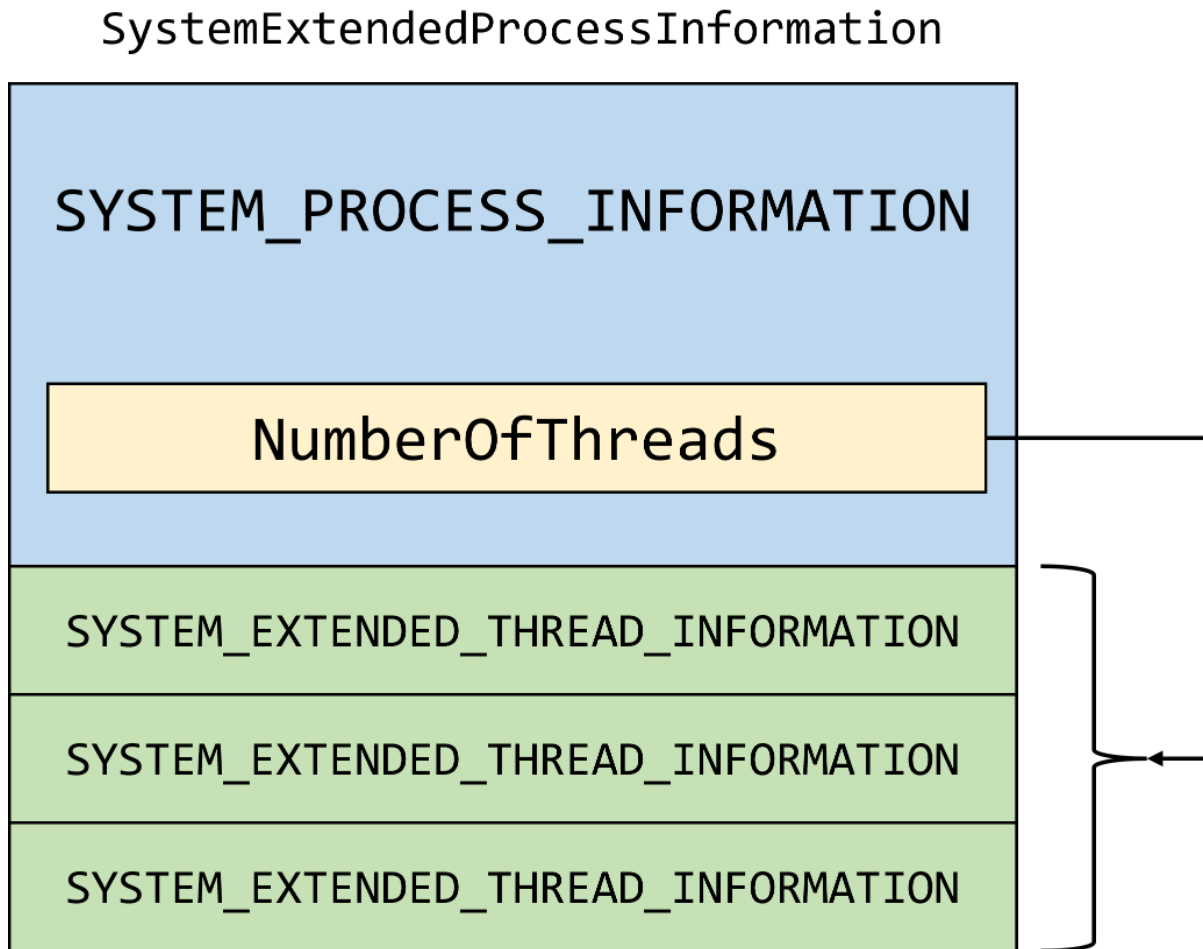 SystemExtendedProcessInformation
SYSTEM_PROCESS_INFORMATION
NumberOfThreads
SYSTEM_EXTENDED_THREAD_INFORMATION
SYSTEM_EXTENDED_THREAD_INFORMATION
SYSTEM_EXTENDED_THREAD_INFORMATION